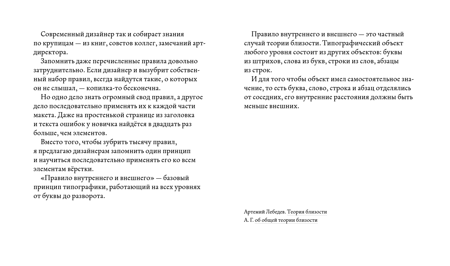 Современный дизайнер так и собирает знания
по крупицам — из книг, советов коллег, замечаний арт-
директора.
Запомнить даже перечисленные правила довольно
затруднительно. Если дизайнер и вызубрит собствен-
ный набор правил, всегда найдутся такие, о которых
он не слышал, — копилка-то бесконечна.
Но одно дело знать огромный свод правил, а другое
дело последовательно применять их к каждой части
макета. Даже на простенькой странице из заголовка
и текста ошибок у новичка найдётся в двадцать раз
больше, чем элементов.
Вместо того, чтобы зубрить тысячу правил,
я предлагаю дизайнерам запомнить один принцип
и научиться последовательно применять его ко всем
элементам вёрстки.
«Правило внутреннего и внешнего» — базовый
принцип типографики, работающий на всех уровнях
от буквы до разворота.
Правило внутреннего и внешнего — это частный
случай теории близости. Типографический объект
любого уровня состоит из других объектов: буквы
из штрихов, слова из букв, строки из слов, абзацы
из строк.
И для того чтобы объект имел самостоятельное зна-
чение, то есть буква, слово, строка и абзац отделялись
от соседних, его внутренние расстояния должны быть
меньше внешних.
Артемий Лебедев. Теория близости
А. Г. об общей теории близости